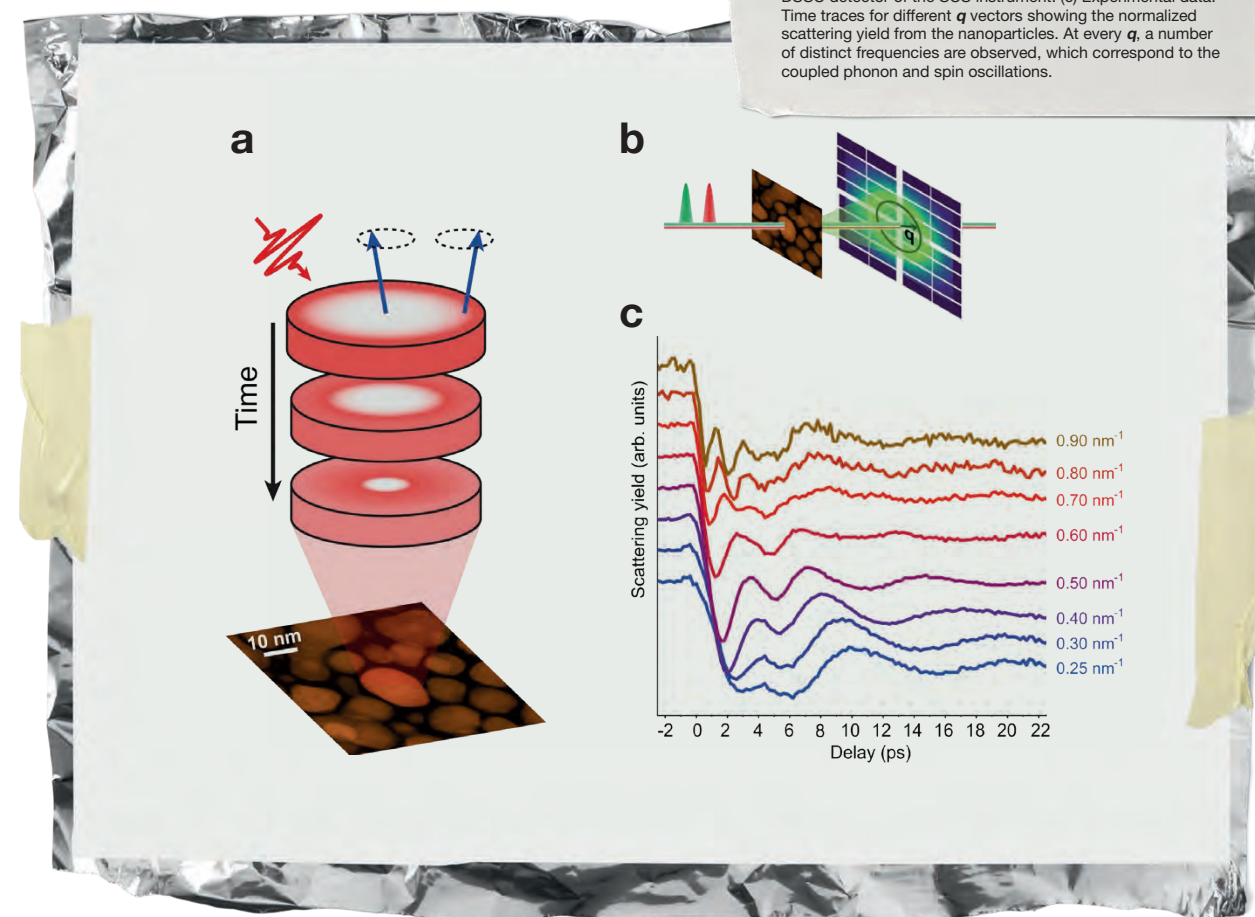 Time traces for different q vectors showing the normalized
scattering yield from the nanoparticles. At every q, a number
of distinct frequencies are observed, which correspond to the
coupled phonon and spin oscillations.
a
b
q
Time
10 nm
c
Scattering yield (arb. units)
0.90 nm⁻¹
0.80 nm⁻¹
0.70 nm⁻¹
0.60 nm⁻¹
0.50 nm⁻¹
0.40 nm⁻¹
0.30 nm⁻¹
0.25 nm⁻¹
-2 0 2 4 6 8 10 12 14 16 18 20 22
Delay (ps)